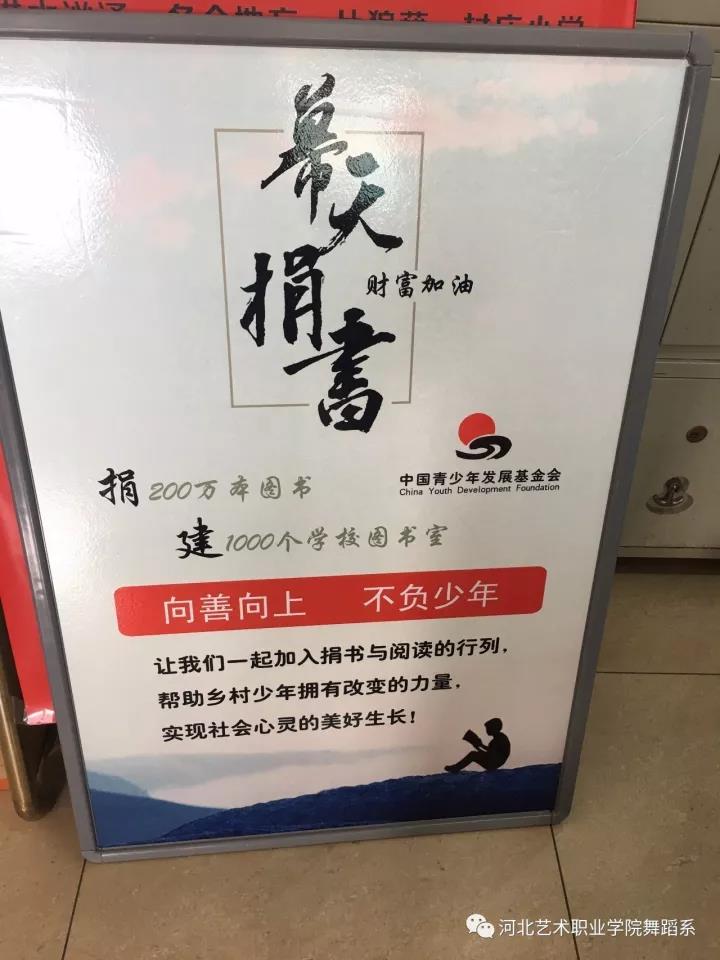 村庄小学
幕天
捐书
财富加油
中国青少年发展基金会
China Youth Development Foundation
捐200万本图书
建1000个学校图书室
向善向上 不负少年
让我们一起加入捐书与阅读的行列，
帮助乡村少年拥有改变的力量，
实现社会心灵的美好生长！
河北艺术职业学院舞蹈系